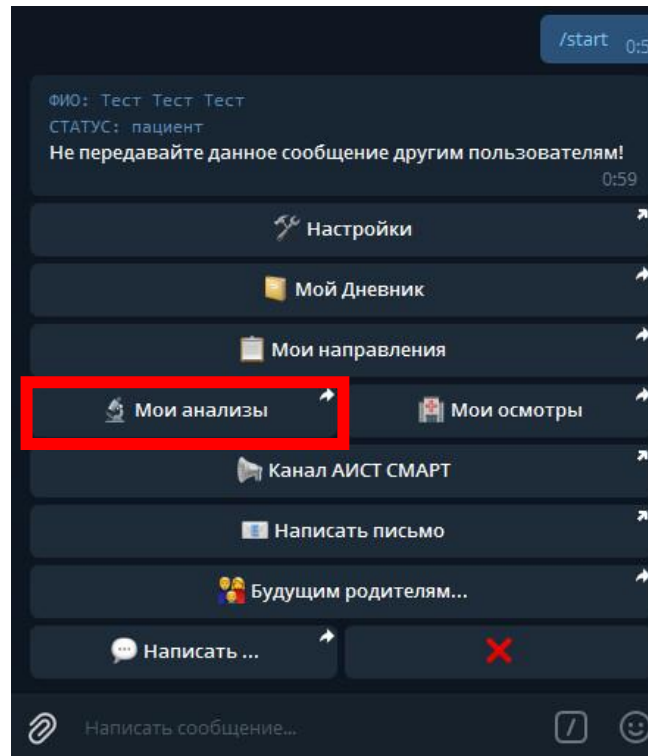 /start 0:5
ФИО: Тест Тест Тест
СТАТУС: пациент
Не передавайте данное сообщение другим пользователям!
0:59
Настройки
Мой Дневник
Мои направления
Мои анализы
Мои осмотры
Канал АИСТ СМАРТ
Написать письмо
Будущим родителям...
Написать ...
Написать сообщение...